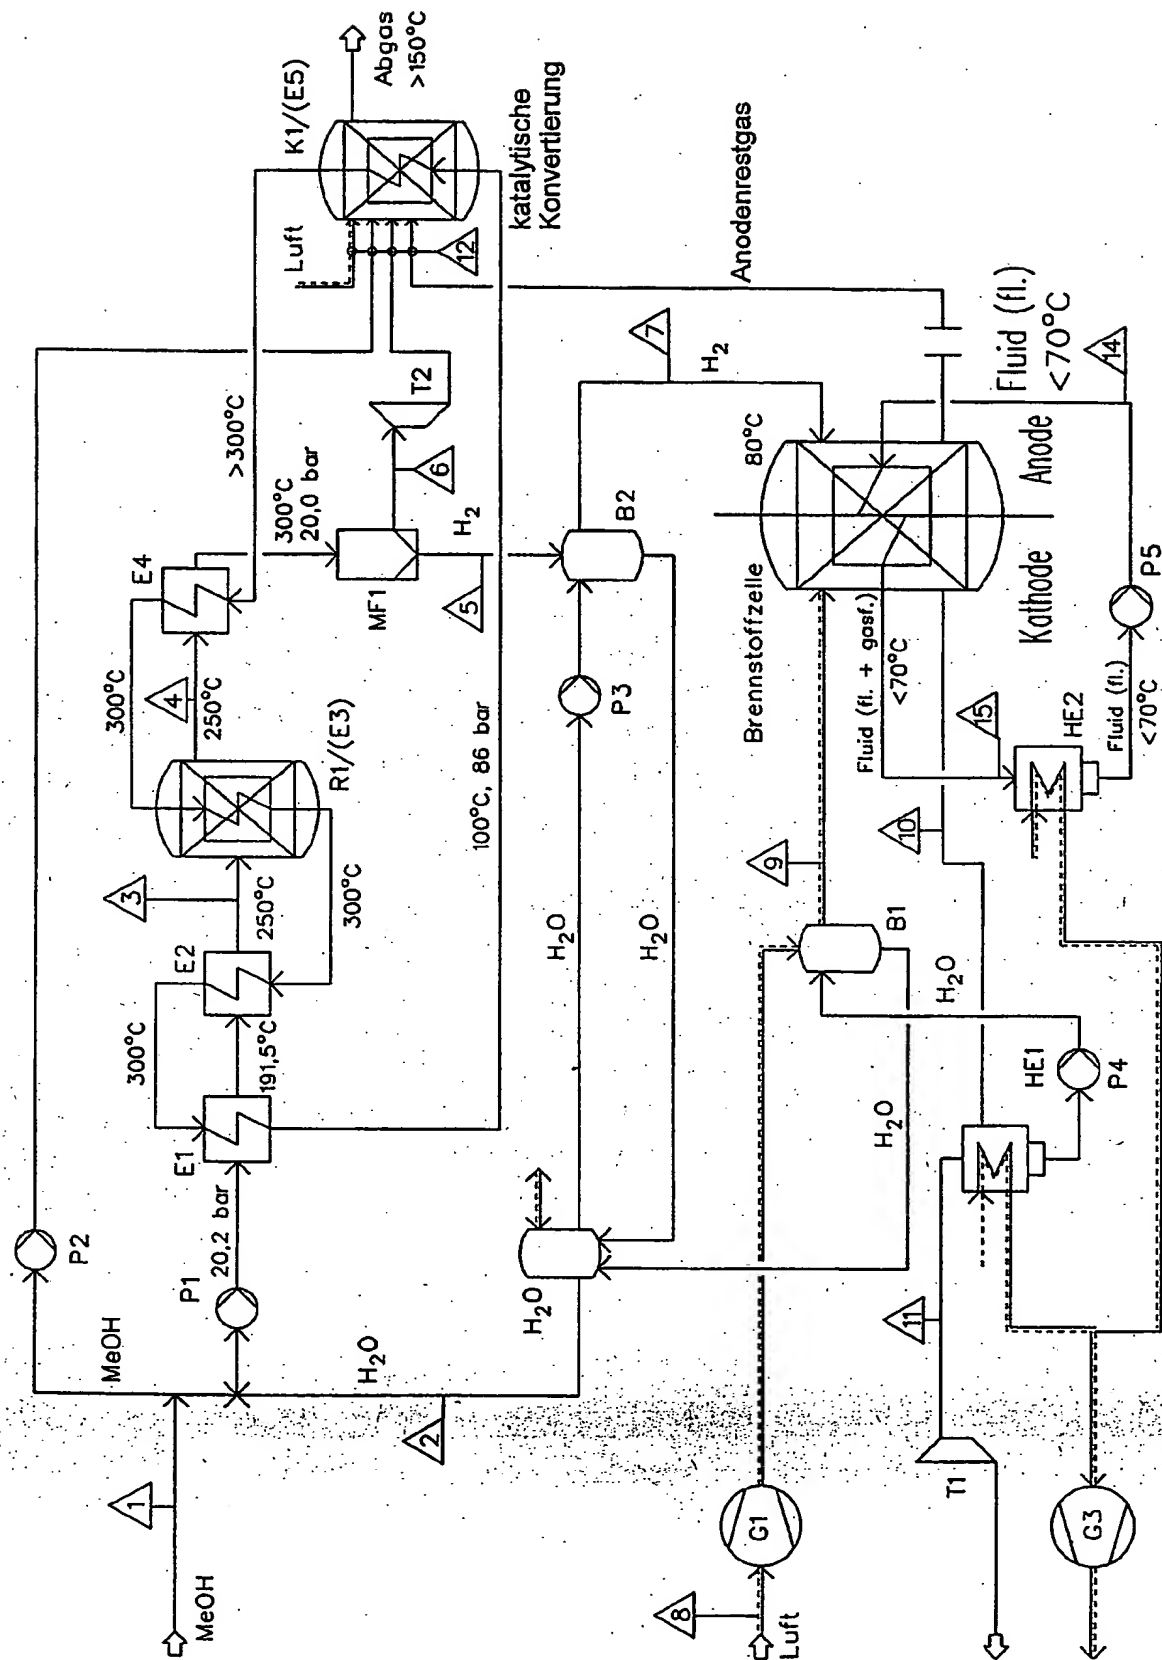 MeOH
1
MeOH
P2
P1
20,2 bar
H₂O
2
E1
191,5°C
300°C
E2
250°C
3
300°C
R1/(E3)
300°C
4
250°C
E4
>300°C
300°C
20,0 bar
MF1
H₂
5
6
T2
Luft
12
K1/(E5)
Abgas
>150°C
katalytische
Konvertierung
100°C, 86 bar
H₂O
H₂O
P3
H₂O
B2
7
H₂
Anodenrestgas
8
Luft
G1
H₂O
B1
9
Brennstoffzelle
80°C
Fluid (fl. + gasf.)
<70°C
Kathode
Anode
Fluid (fl.)
<70°C
14
10
15
H₂O
HE1
P4
11
T1
G3
HE2
Fluid (fl.)
<70°C
P5